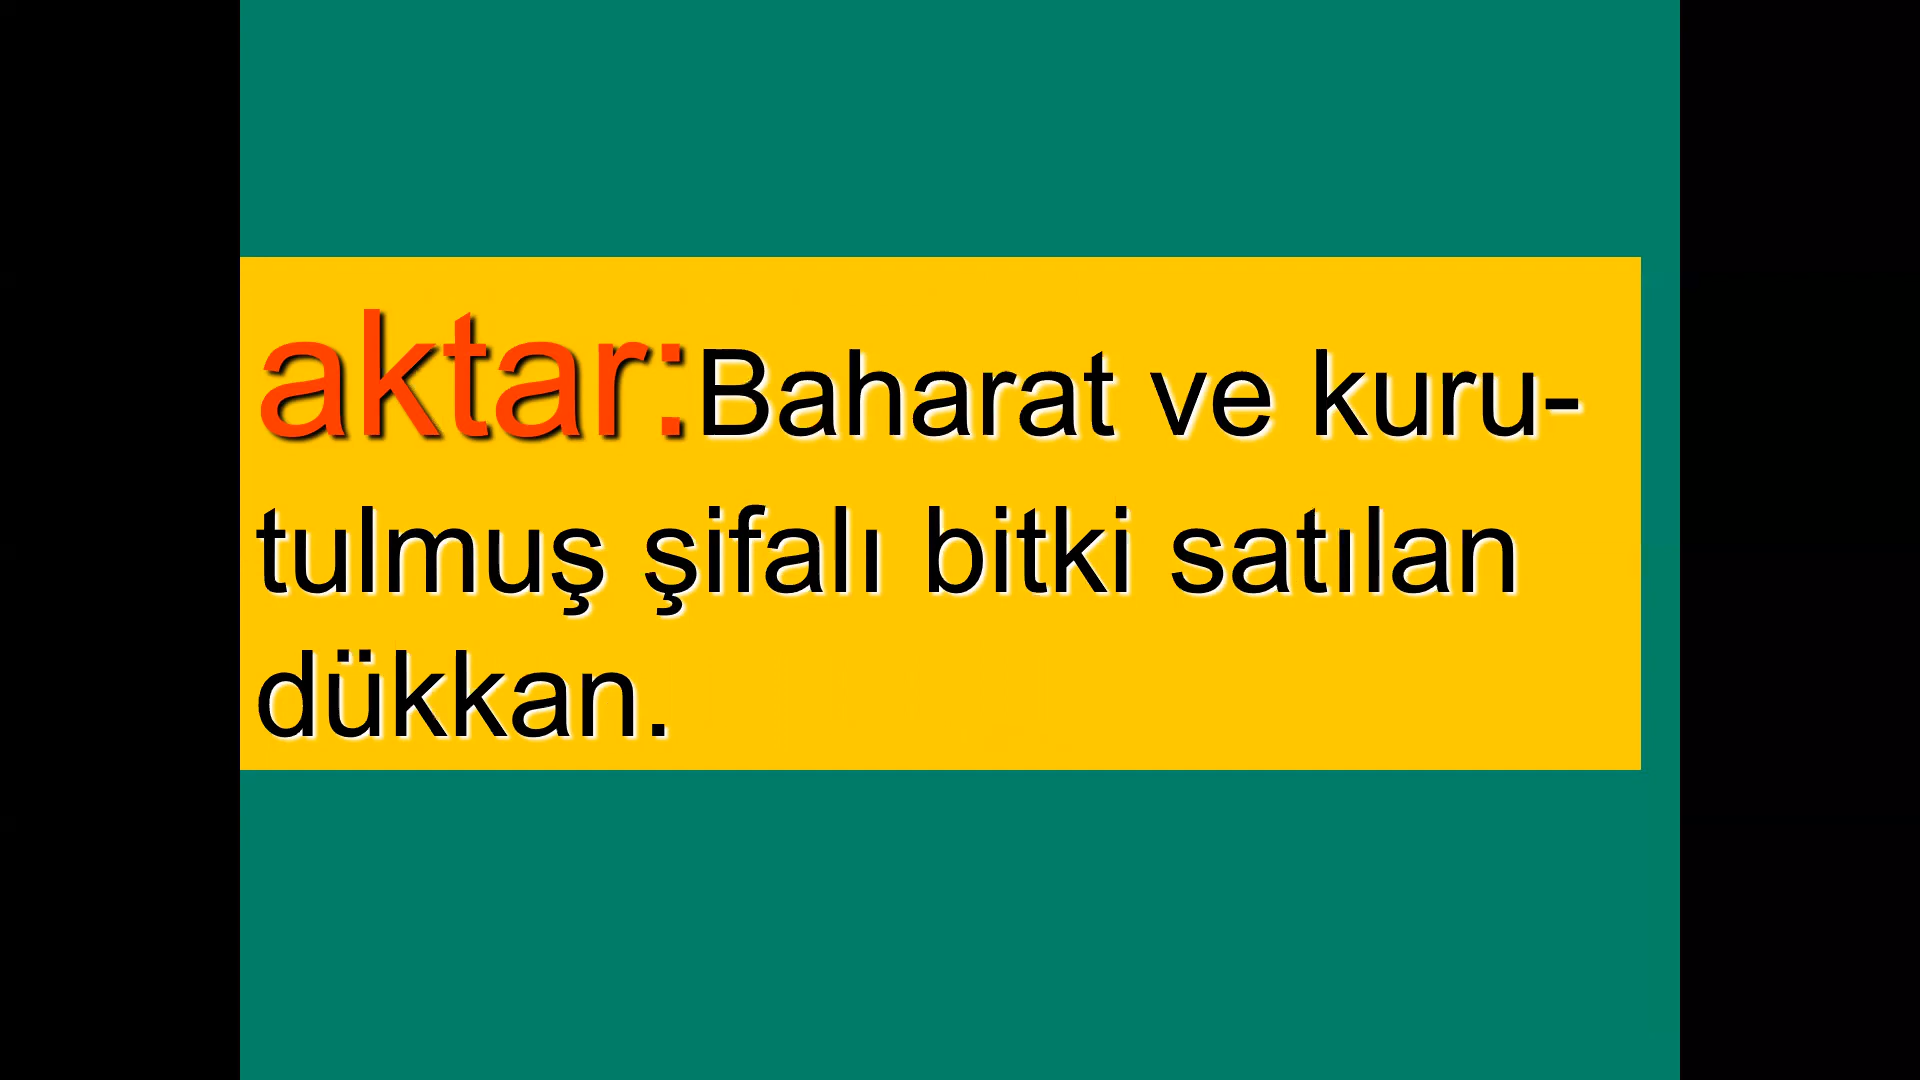 aktar:Baharat ve kuru-
tulmuş şifalı bitki satılan
dükkan.